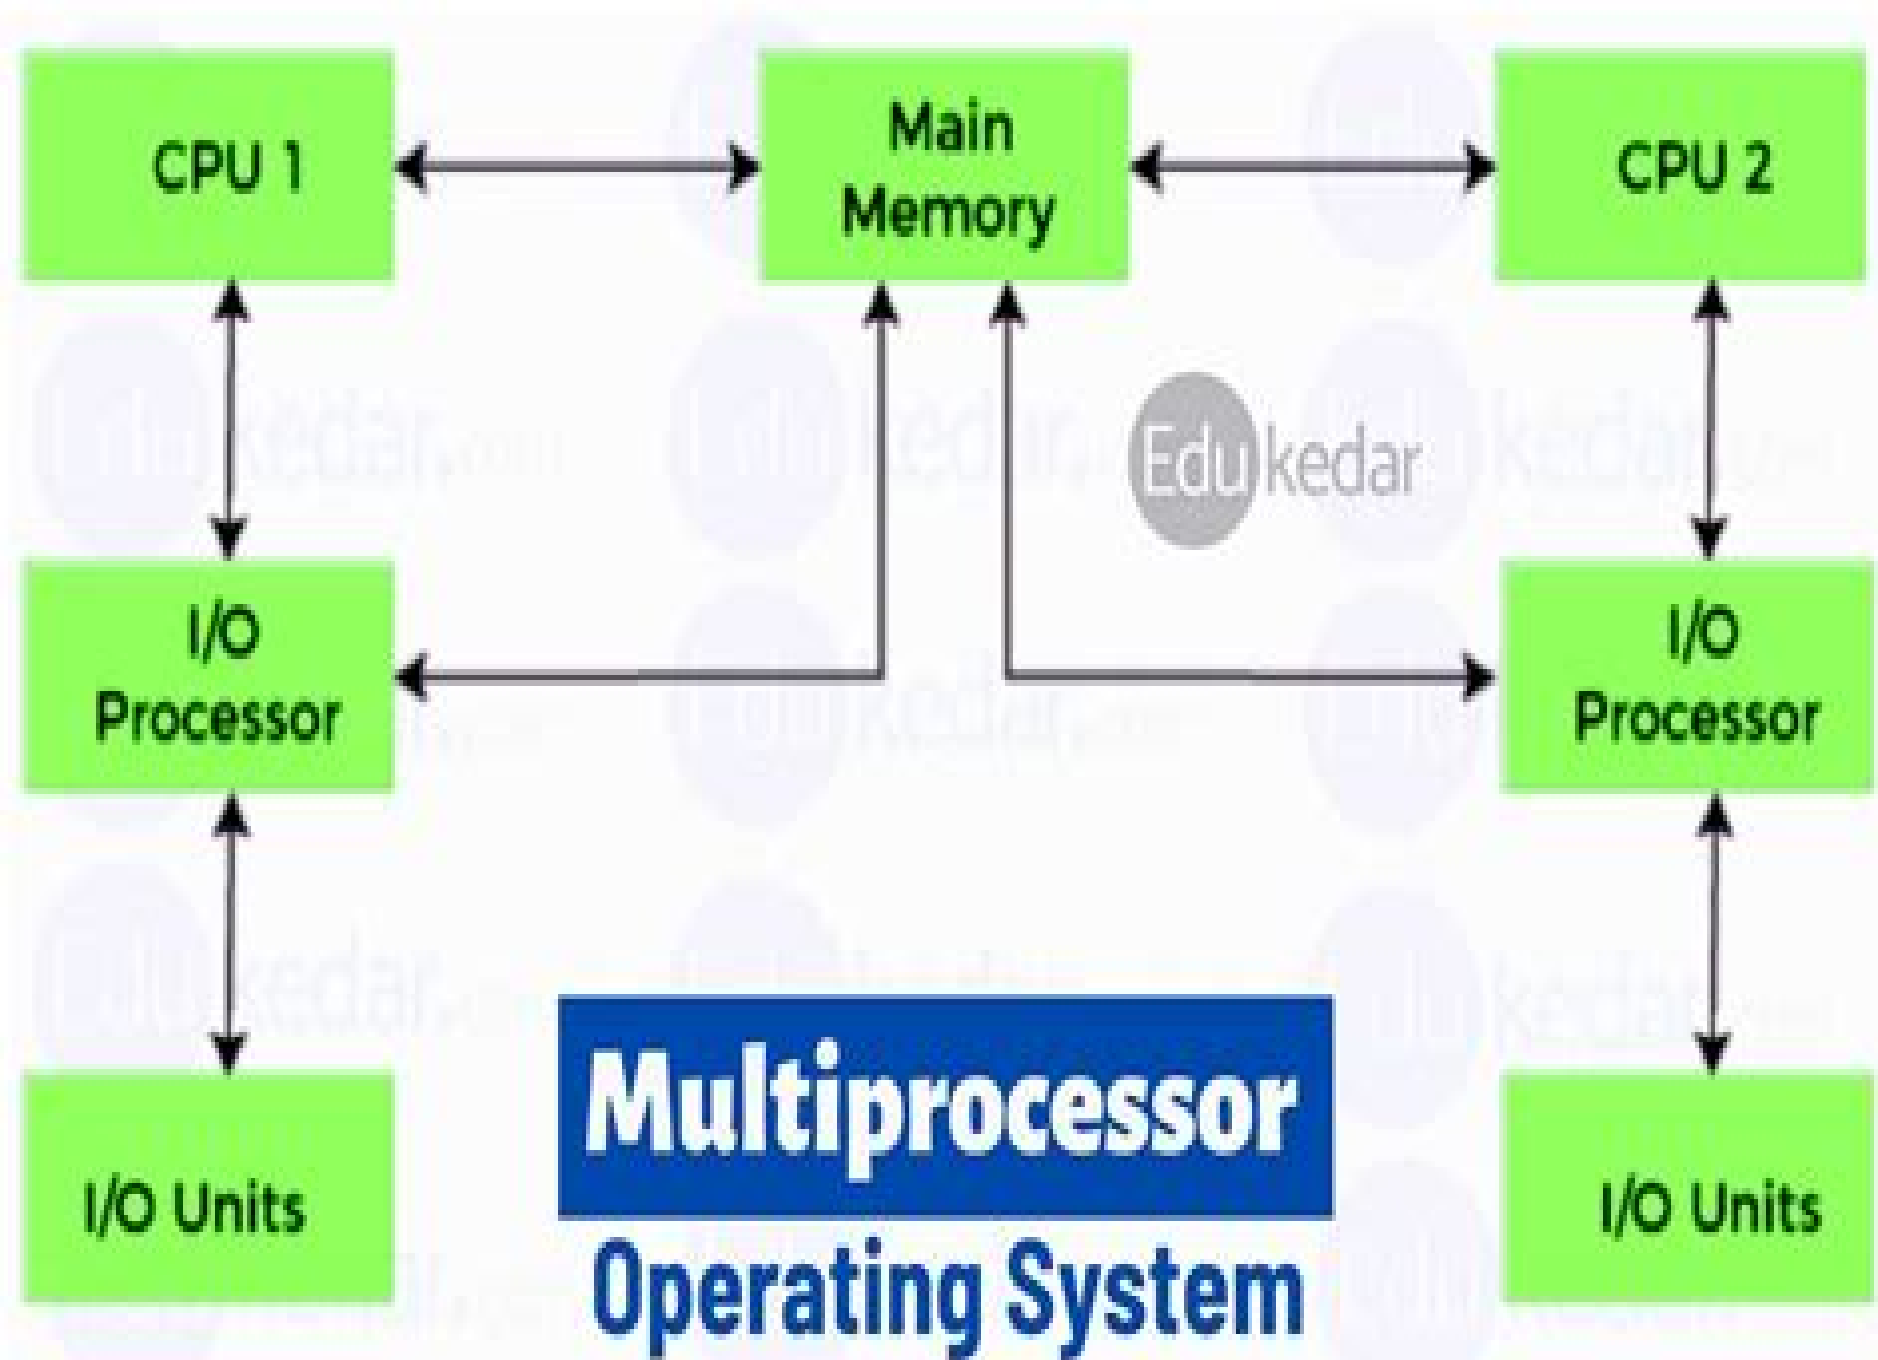 CPU 1
Main
Memory
CPU 2
Edukedar
I/O
Processor
I/O
Processor
I/O Units
I/O Units
Multiprocessor
Operating System